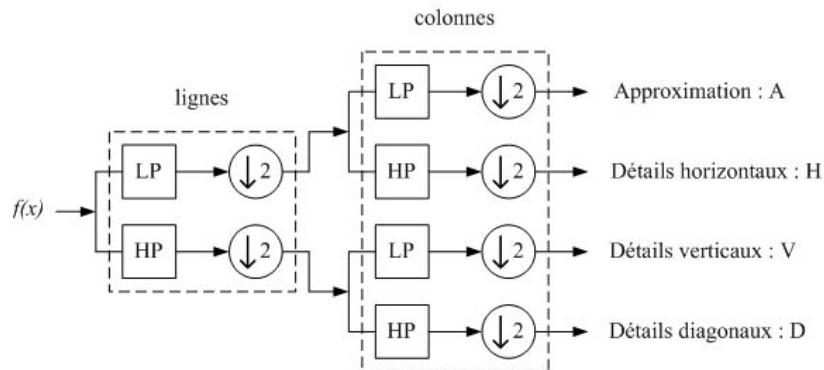 colonnes
lignes
LP
↓2
Approximation : A
LP
↓2
HP
↓2
Détails horizontaux : H
f(x)
HP
↓2
LP
↓2
Détails verticaux : V
HP
↓2
Détails diagonaux : D